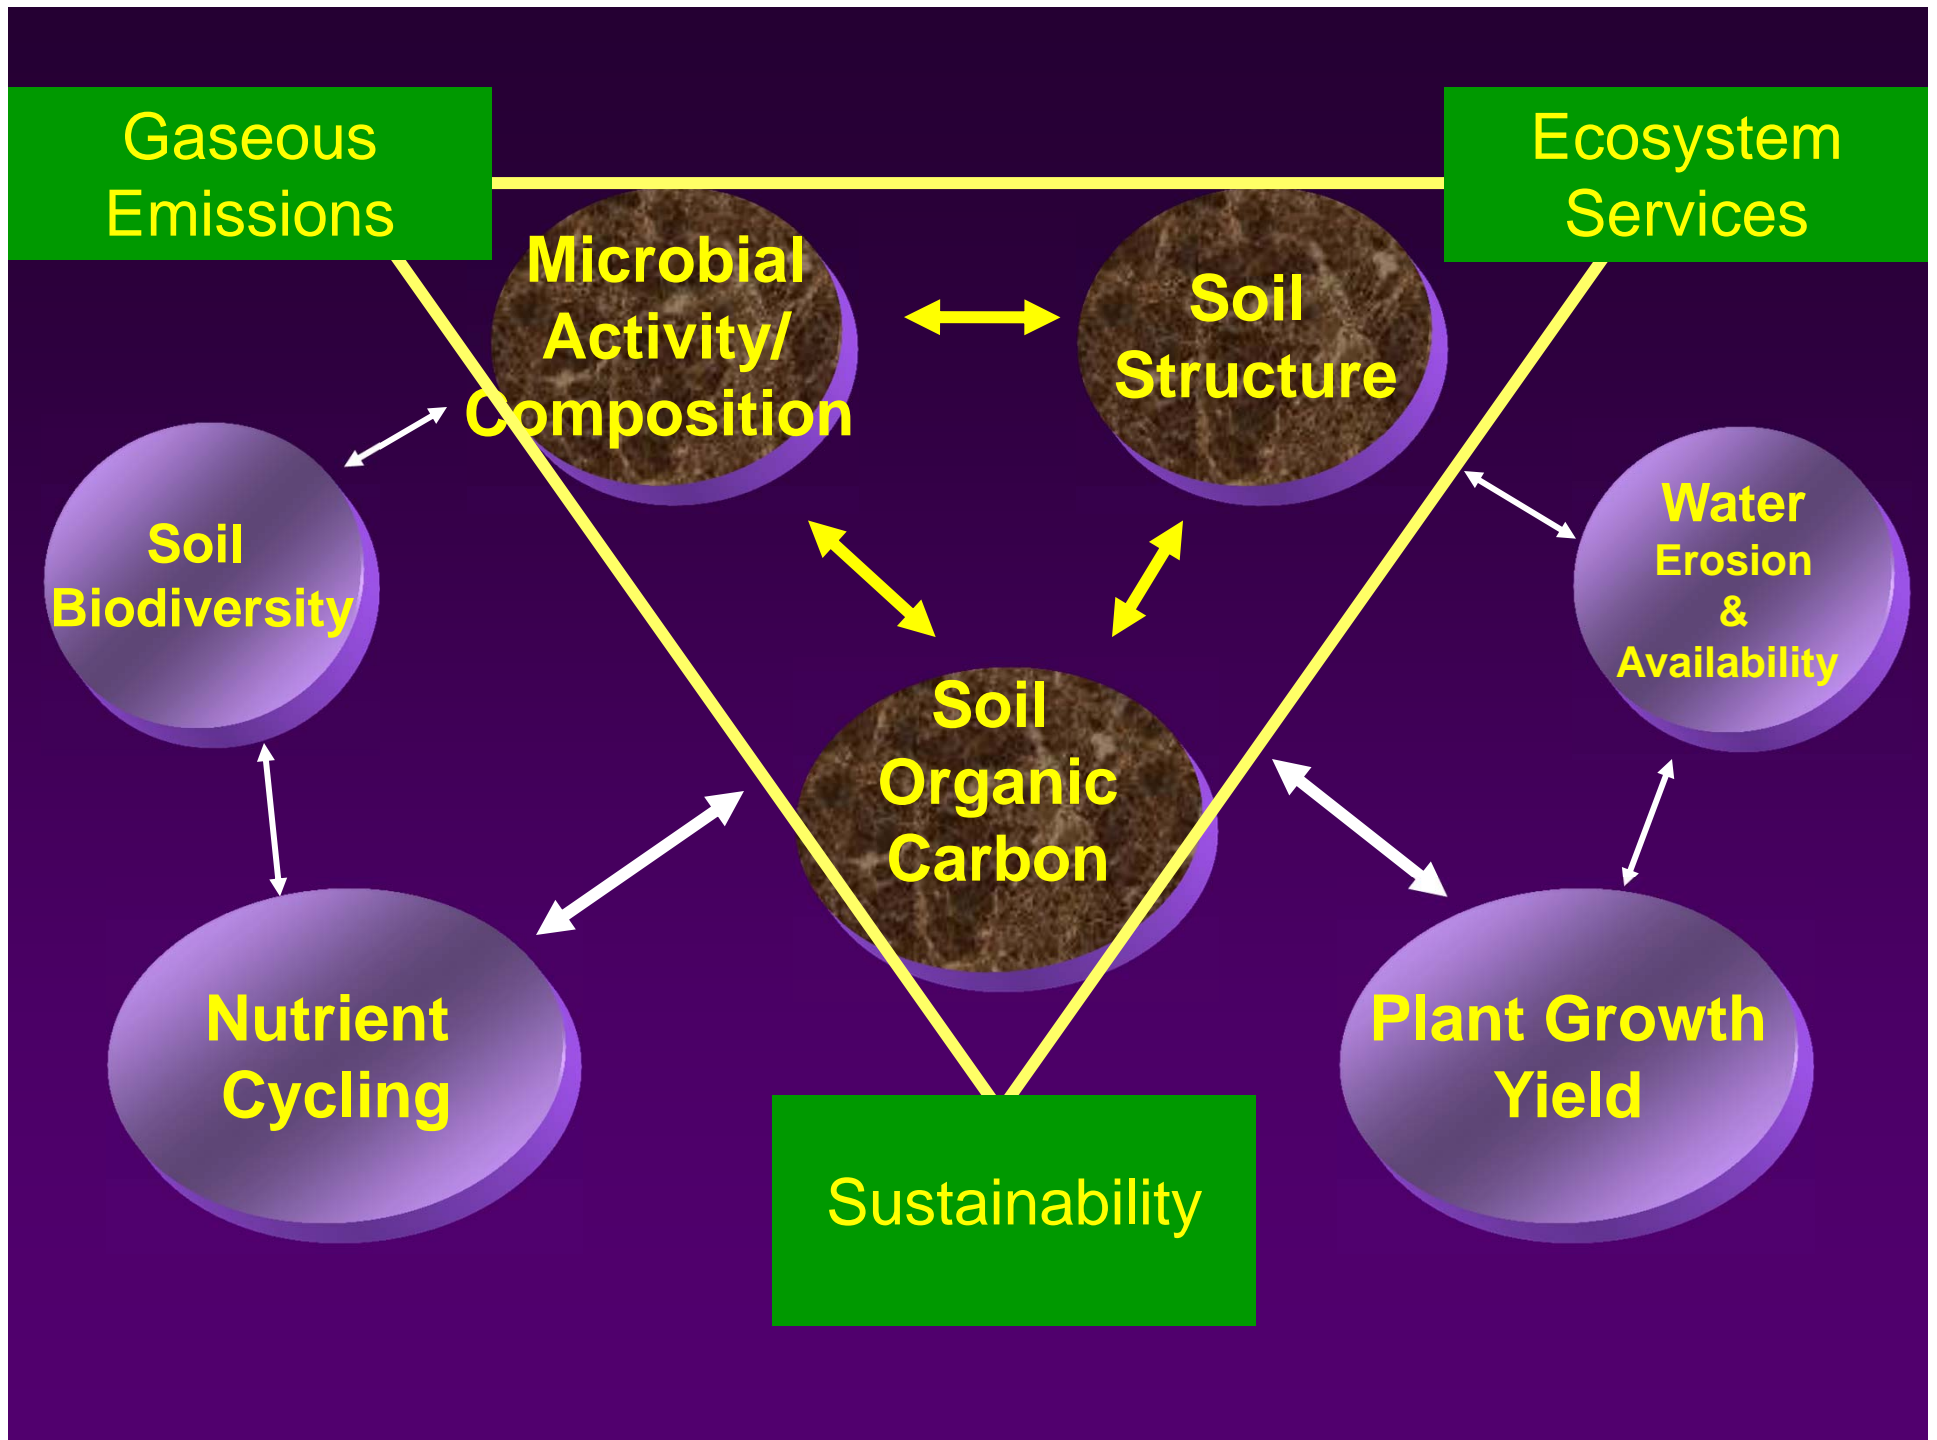 Gaseous
Emissions
Ecosystem
Services
Microbial
Activity/
Composition
Soil
Structure
Soil
Biodiversity
Water
Erosion
&
Availability
Soil
Organic
Carbon
Nutrient
Cycling
Plant Growth
Yield
Sustainability